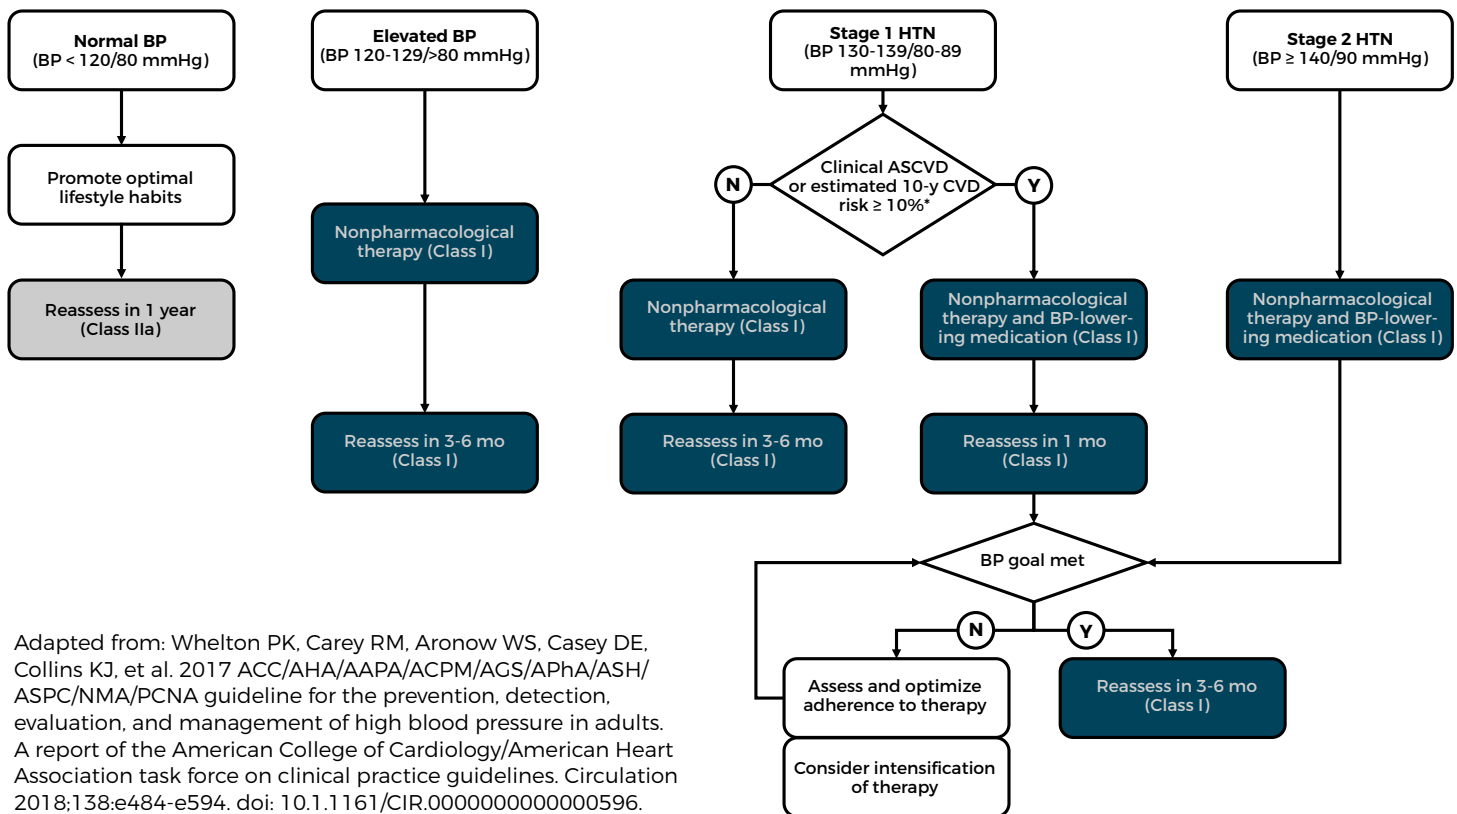 Normal BP
(BP < 120/80 mmHg)
Promote optimal
lifestyle habits
Reassess in 1 year
(Class IIa)
Elevated BP
(BP 120-129/>80 mmHg)
Nonpharmacological
therapy (Class I)
Reassess in 3-6 mo
(Class I)
Stage 1 HTN
(BP 130-139/80-89
mmHg)
Clinical ASCVD
or estimated 10-y CVD
risk ≥ 10%*
N
Y
Nonpharmacological
therapy (Class I)
Reassess in 3-6 mo
(Class I)
Nonpharmacological
therapy and BP-lower-
ing medication (Class I)
Reassess in 1 mo
(Class I)
Stage 2 HTN
(BP ≥ 140/90 mmHg)
Nonpharmacological
therapy and BP-lower-
ing medication (Class I)
BP goal met
N
Y
Assess and optimize
adherence to therapy
Consider intensification
of therapy
Reassess in 3-6 mo
(Class I)
Adapted from: Whelton PK, Carey RM, Aronow WS, Casey DE,
Collins KJ, et al. 2017 ACC/AHA/AAPA/ACPM/AGS/APhA/ASH/
ASPC/NMA/PCNA guideline for the prevention, detection,
evaluation, and management of high blood pressure in adults.
A report of the American College of Cardiology/American Heart
Association task force on clinical practice guidelines. Circulation
2018;138:e484-e594. doi: 10.1.1161/CIR.0000000000000596.